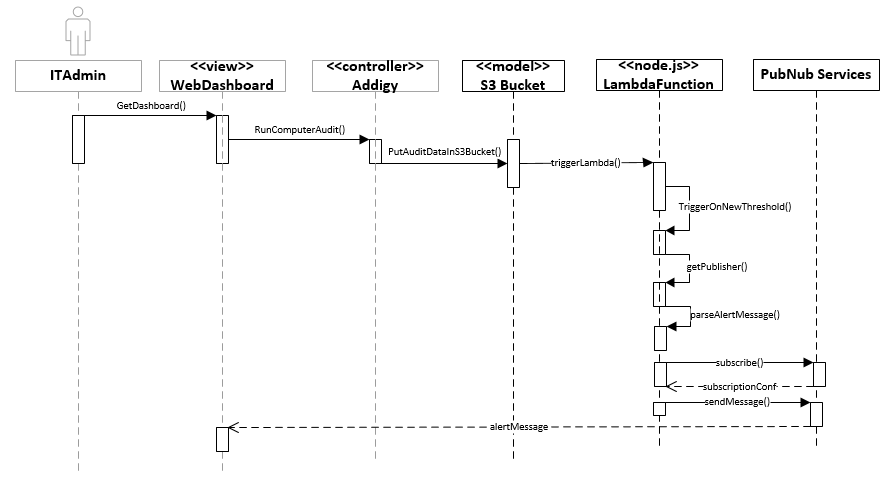 ITAdmin
<<view>>
WebDashboard
<<controller>>
Addigy
<<model>>
S3 Bucket
<<node.js>>
LambdaFunction
PubNub Services
GetDashboard()
RunComputerAudit()
PutAuditDataInS3Bucket()
triggerLambda()
TriggerOnNewThreshold()
getPublisher()
parseAlertMessage()
subscribe()
subscriptionConf
sendMessage()
alertMessage